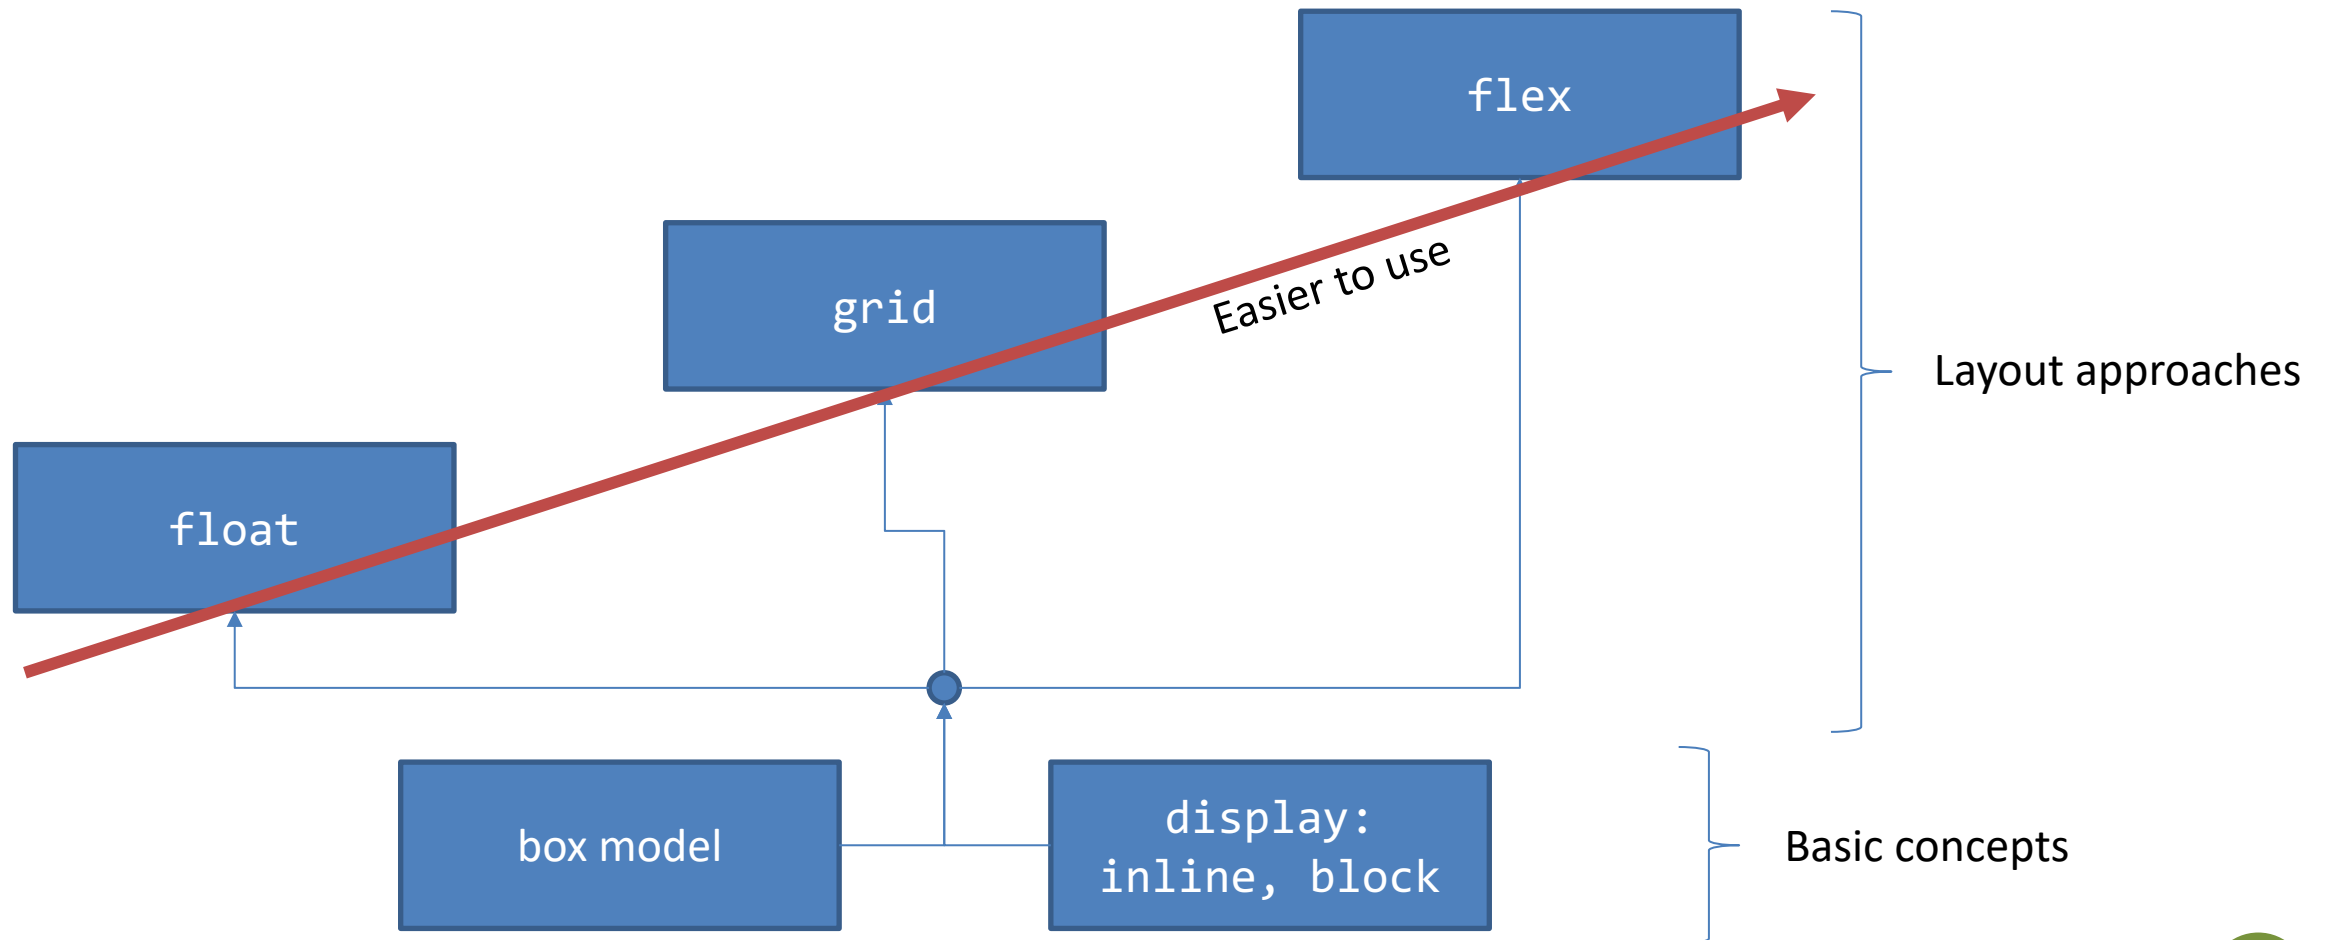 flex
grid
Easier to use
Layout approaches
float
box model
display:
inline, block
Basic concepts